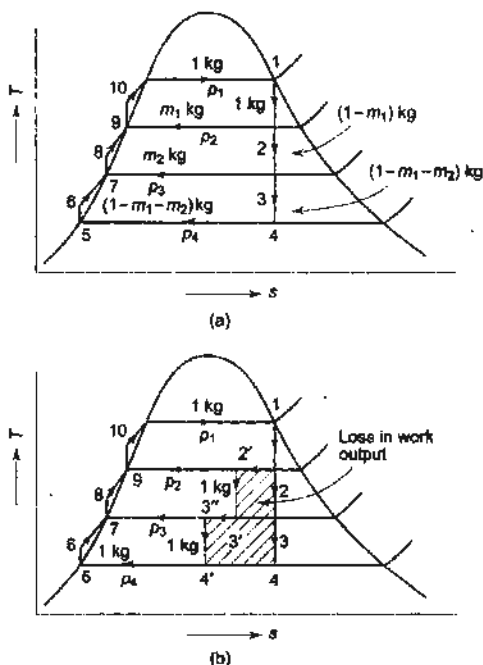 T
1 kg
1
p₁
10
1 kg
(1−m₁) kg
m₁ kg
9
p₂
2
8
m₂ kg
(1−m₁−m₂) kg
7
p₃
3
6
(1−m₁−m₂) kg
5
p₄
4
s
(a)
T
1 kg
1
p₁
Loss in work
output
10
2'
9
p₂
1 kg
2
8
3"
7
p₃
1 kg
3'
3
6
1 kg
6
p₄
4'
4
s
(b)